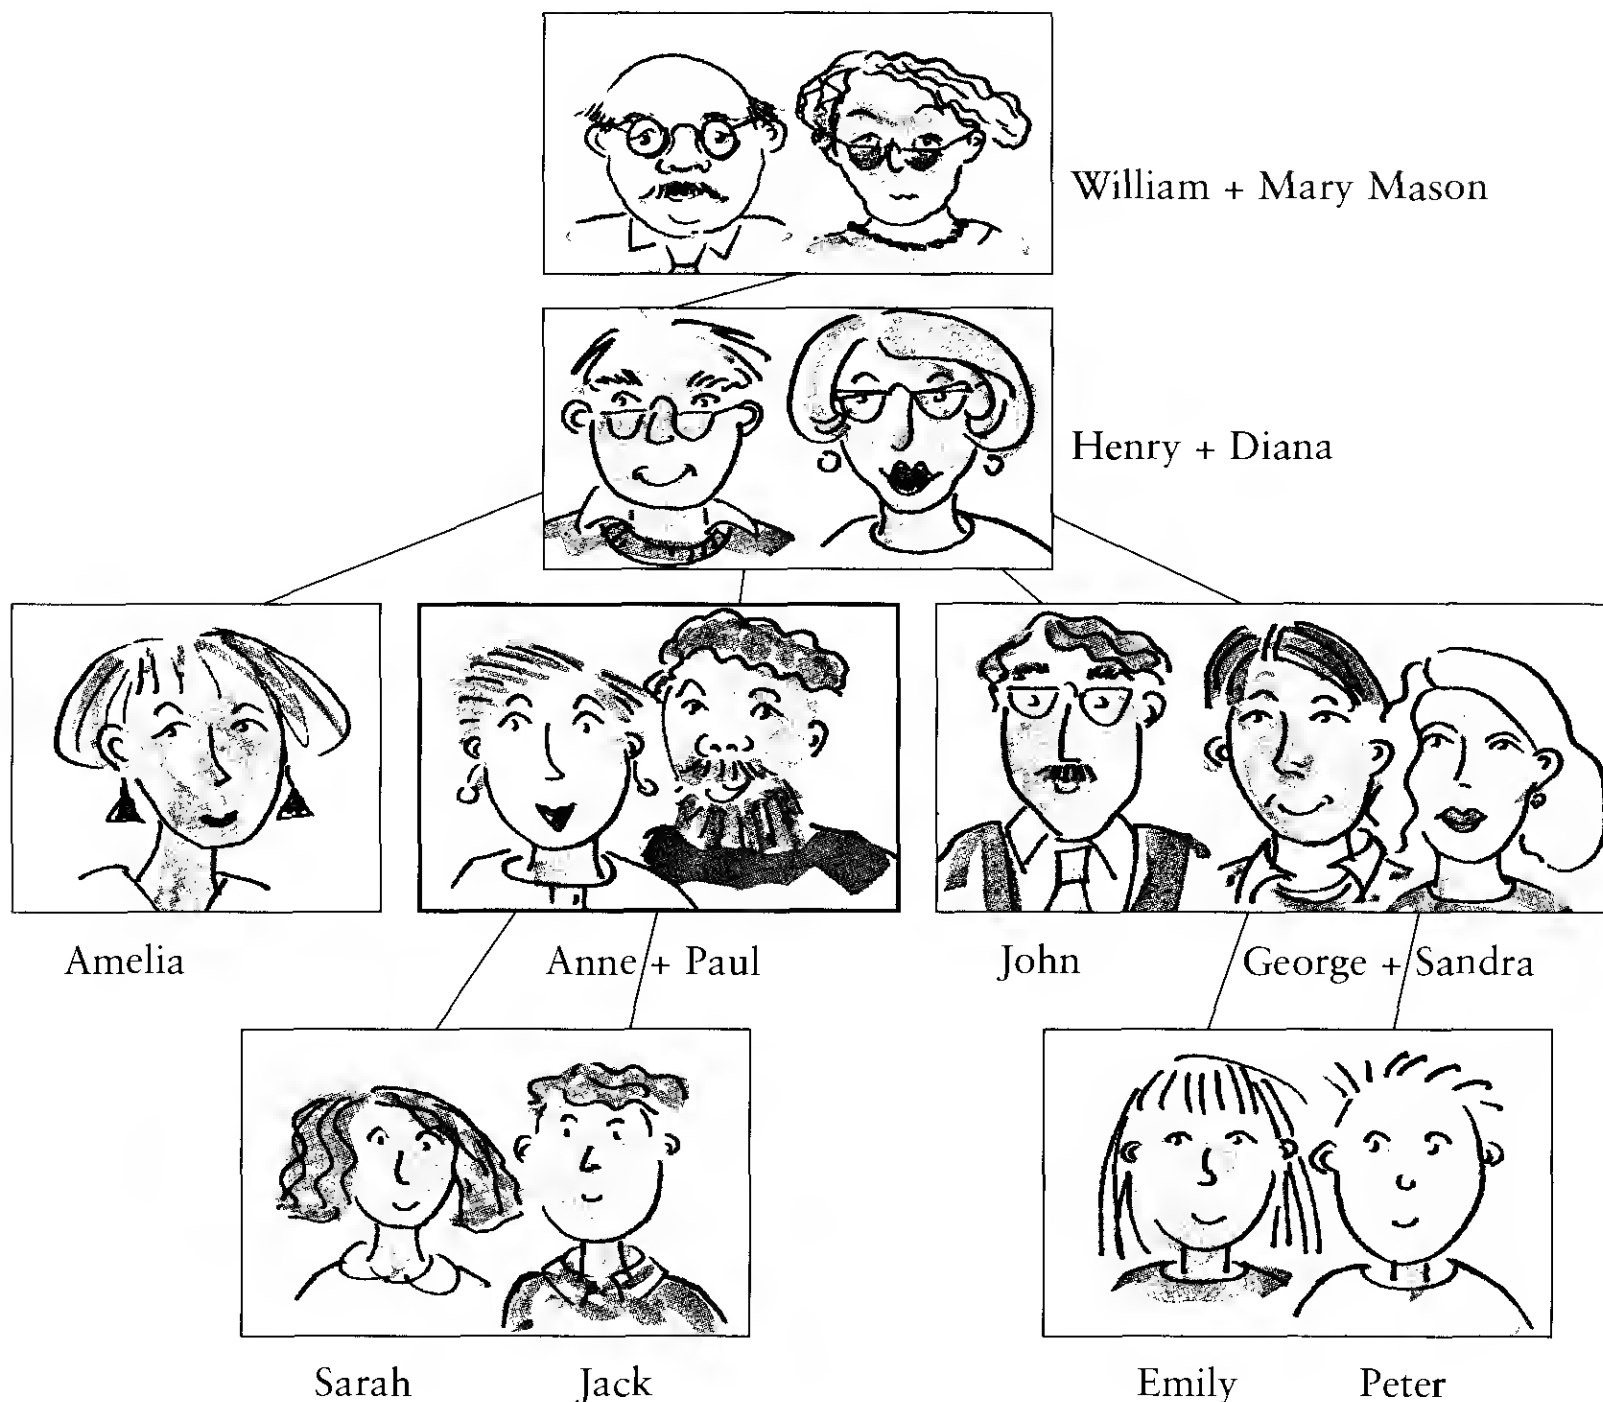 William + Mary Mason
Henry + Diana
Amelia
Anne + Paul
John
George + Sandra
Sarah
Jack
Emily
Peter